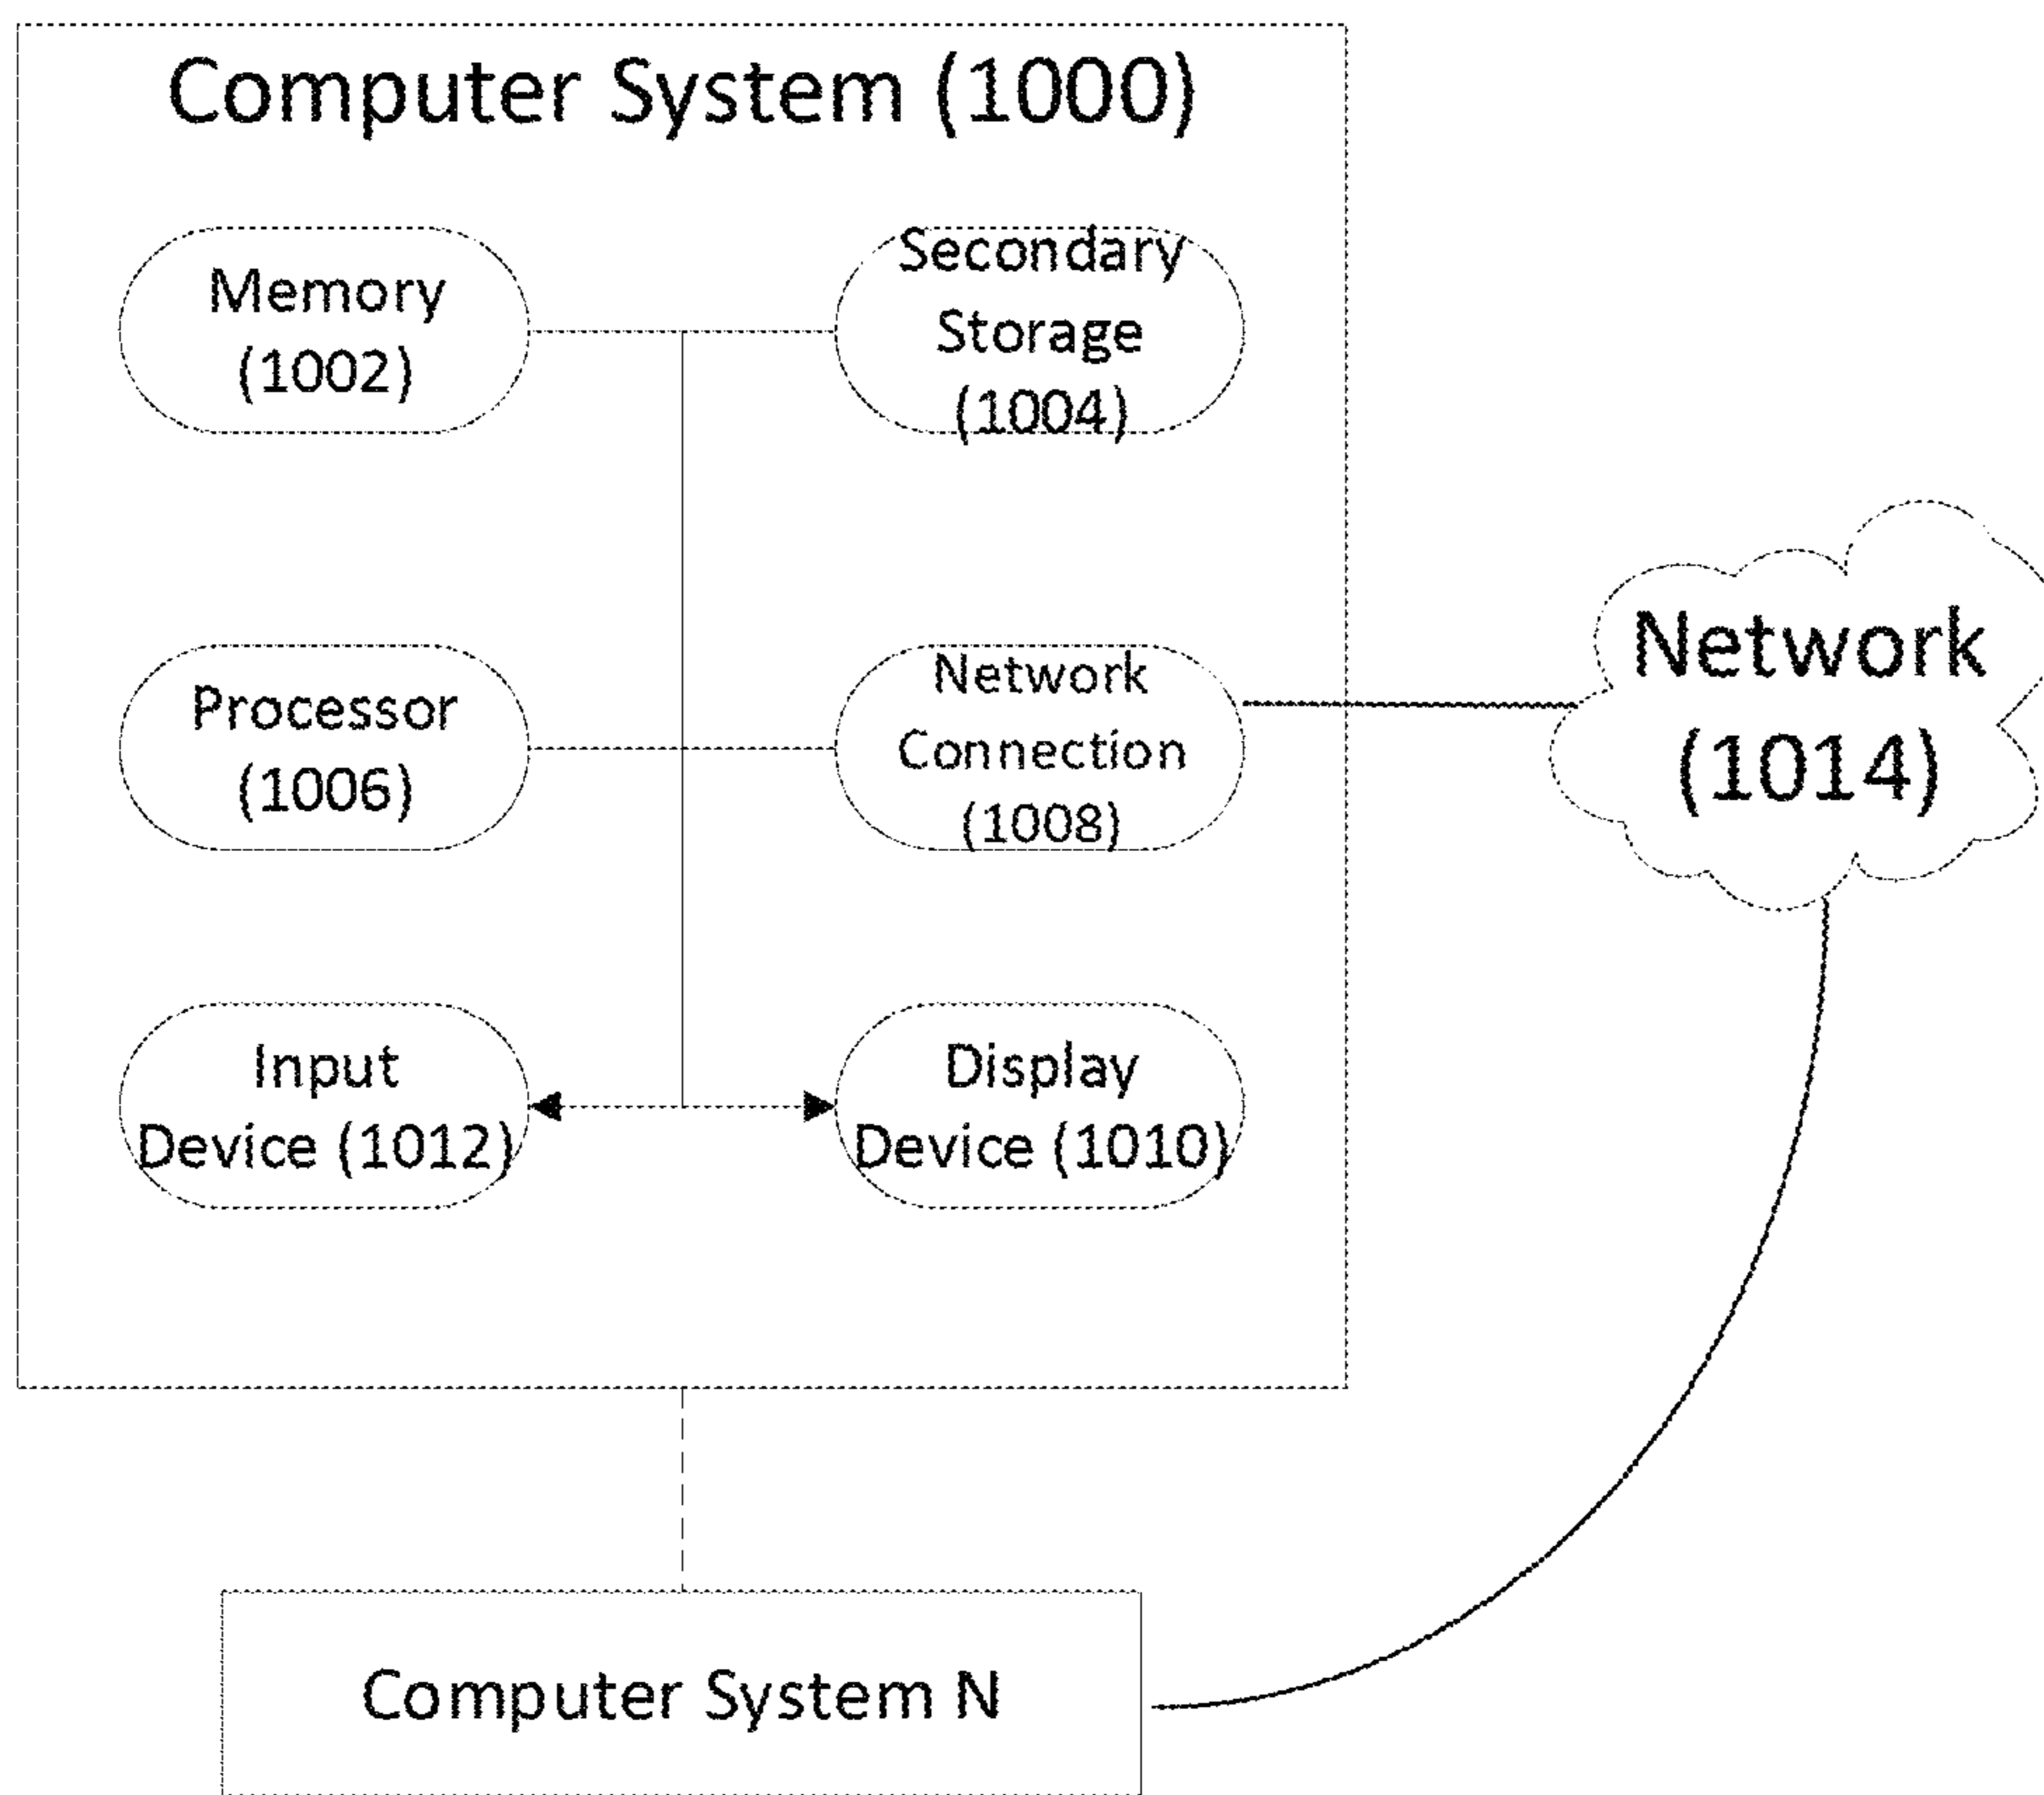 Computer System (1000)
Memory
(1002)
Secondary
Storage
(1004)
Processor
(1006)
Network
Connection
(1008)
Network
(1014)
Input
Device (1012)
Display
Device (1010)
Computer System N